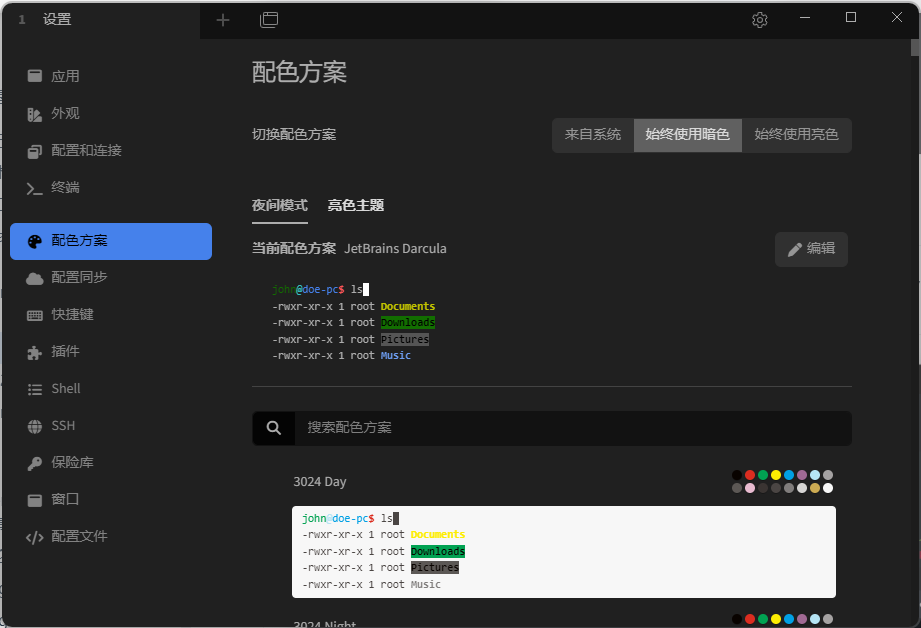 1 设置
应用
外观
配置和连接
终端
配色方案
配置同步
快捷键
插件
Shell
SSH
保险库
窗口
配置文件
配色方案
切换配色方案
来自系统 始终使用暗色 始终使用亮色
夜间模式 亮色主题
当前配色方案 JetBrains Darcula
编辑
john@doe-pc$ ls
-rwxr-xr-x 1 root Documents
-rwxr-xr-x 1 root Downloads
-rwxr-xr-x 1 root Pictures
-rwxr-xr-x 1 root Music
搜索配色方案
3024 Day
john@doe-pc$ ls
-rwxr-xr-x 1 root Documents
-rwxr-xr-x 1 root Downloads
-rwxr-xr-x 1 root Pictures
-rwxr-xr-x 1 root Music
3024 Night